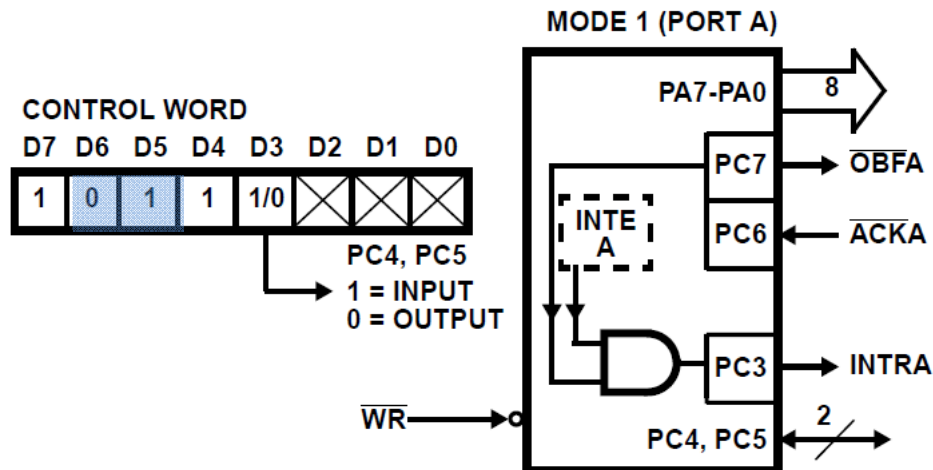 MODE 1 (PORT A)
CONTROL WORD
D7 D6 D5 D4 D3 D2 D1 D0
1 0 1 1 1/0
PC4, PC5
1 = INPUT
0 = OUTPUT
PA7-PA0
8
PC7
OBFA
INTE
A
PC6
ACKA
PC3
INTRA
WR
PC4, PC5
2